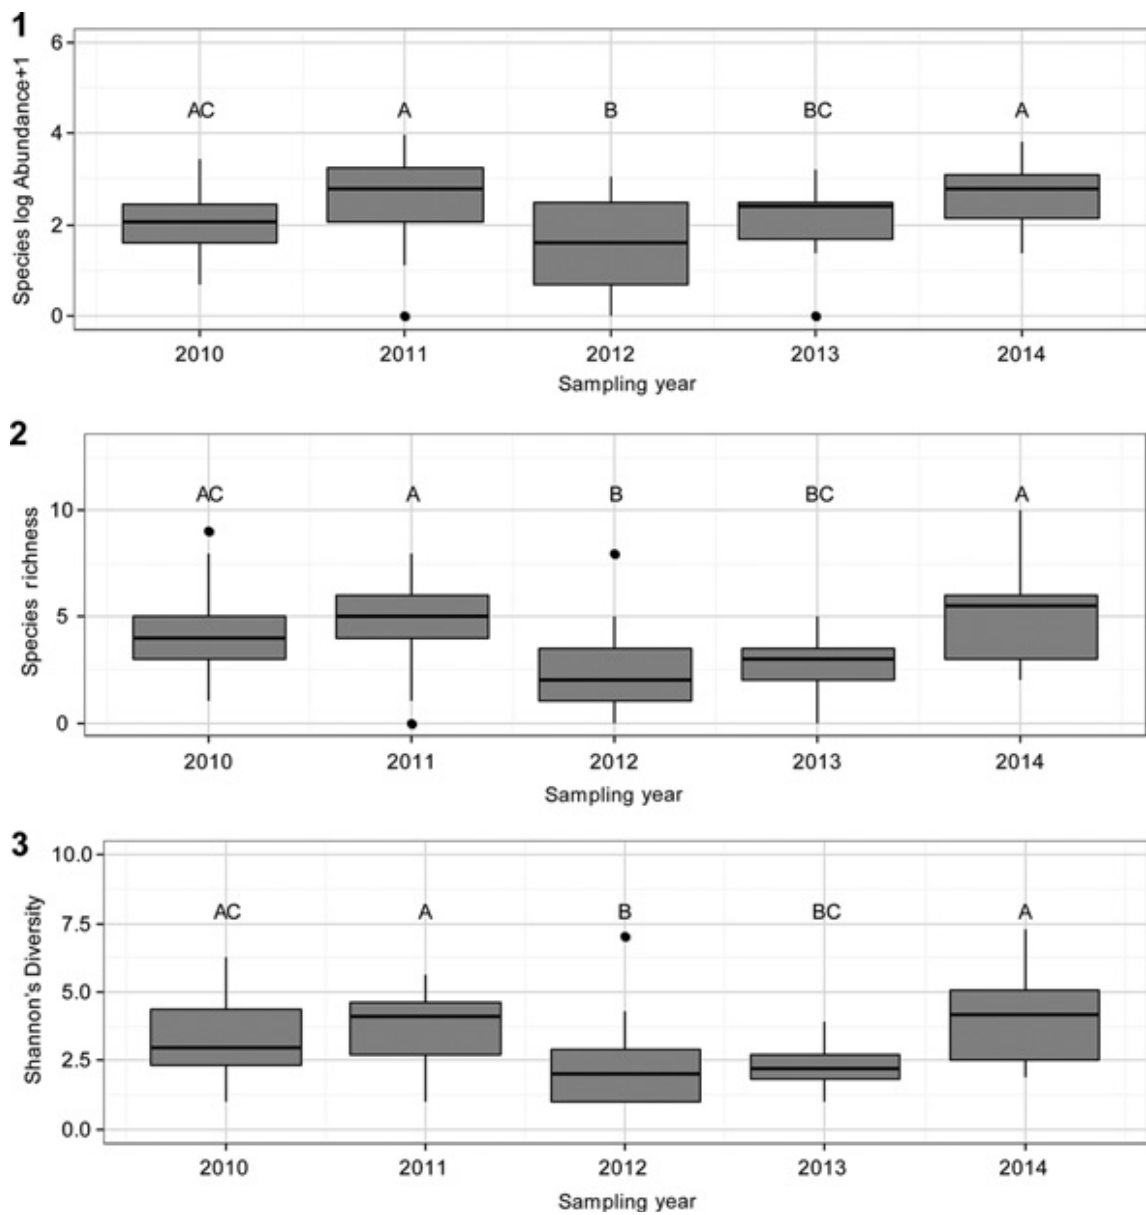 1
Species log Abundance+1
6
4
2
0
AC A B BC A
2010 2011 2012 2013 2014
Sampling year
2
Species richness
10
5
0
AC A B BC A
2010 2011 2012 2013 2014
Sampling year
3
Shannon's Diversity
10.0
7.5
5.0
2.5
0.0
AC A B BC A
2010 2011 2012 2013 2014
Sampling year